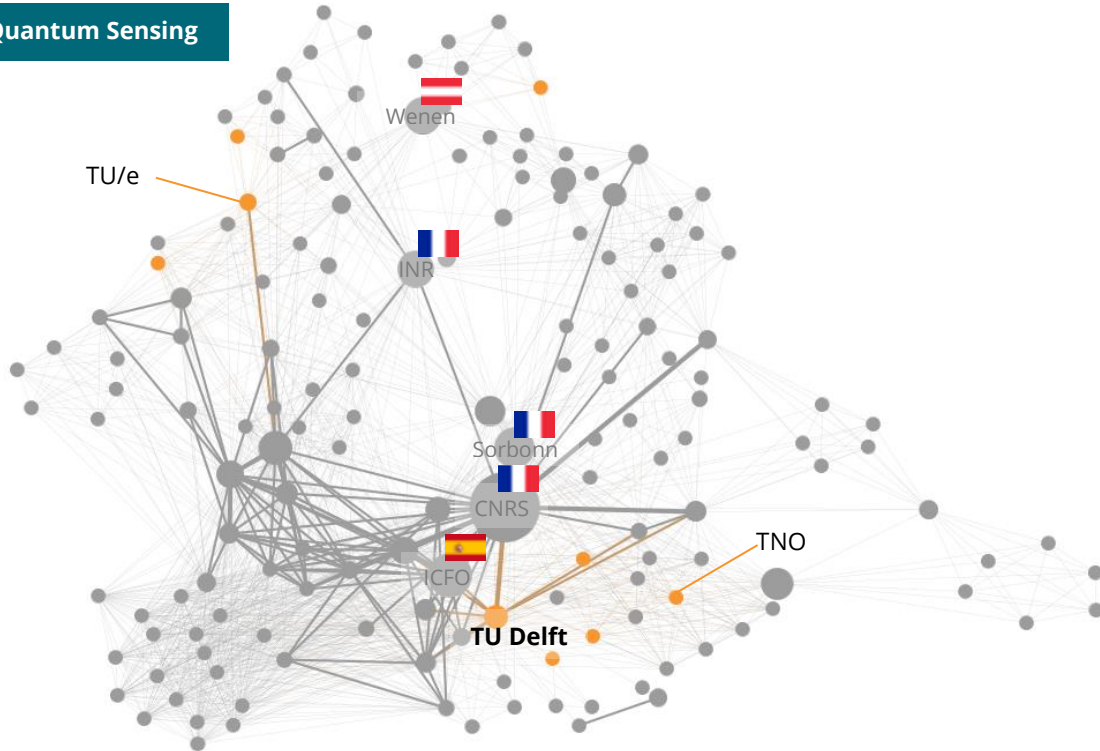 Quantum Sensing
Wenen
TU/e
INR
Sorbonn
CNRS
TNO
ICFO
TU Delft